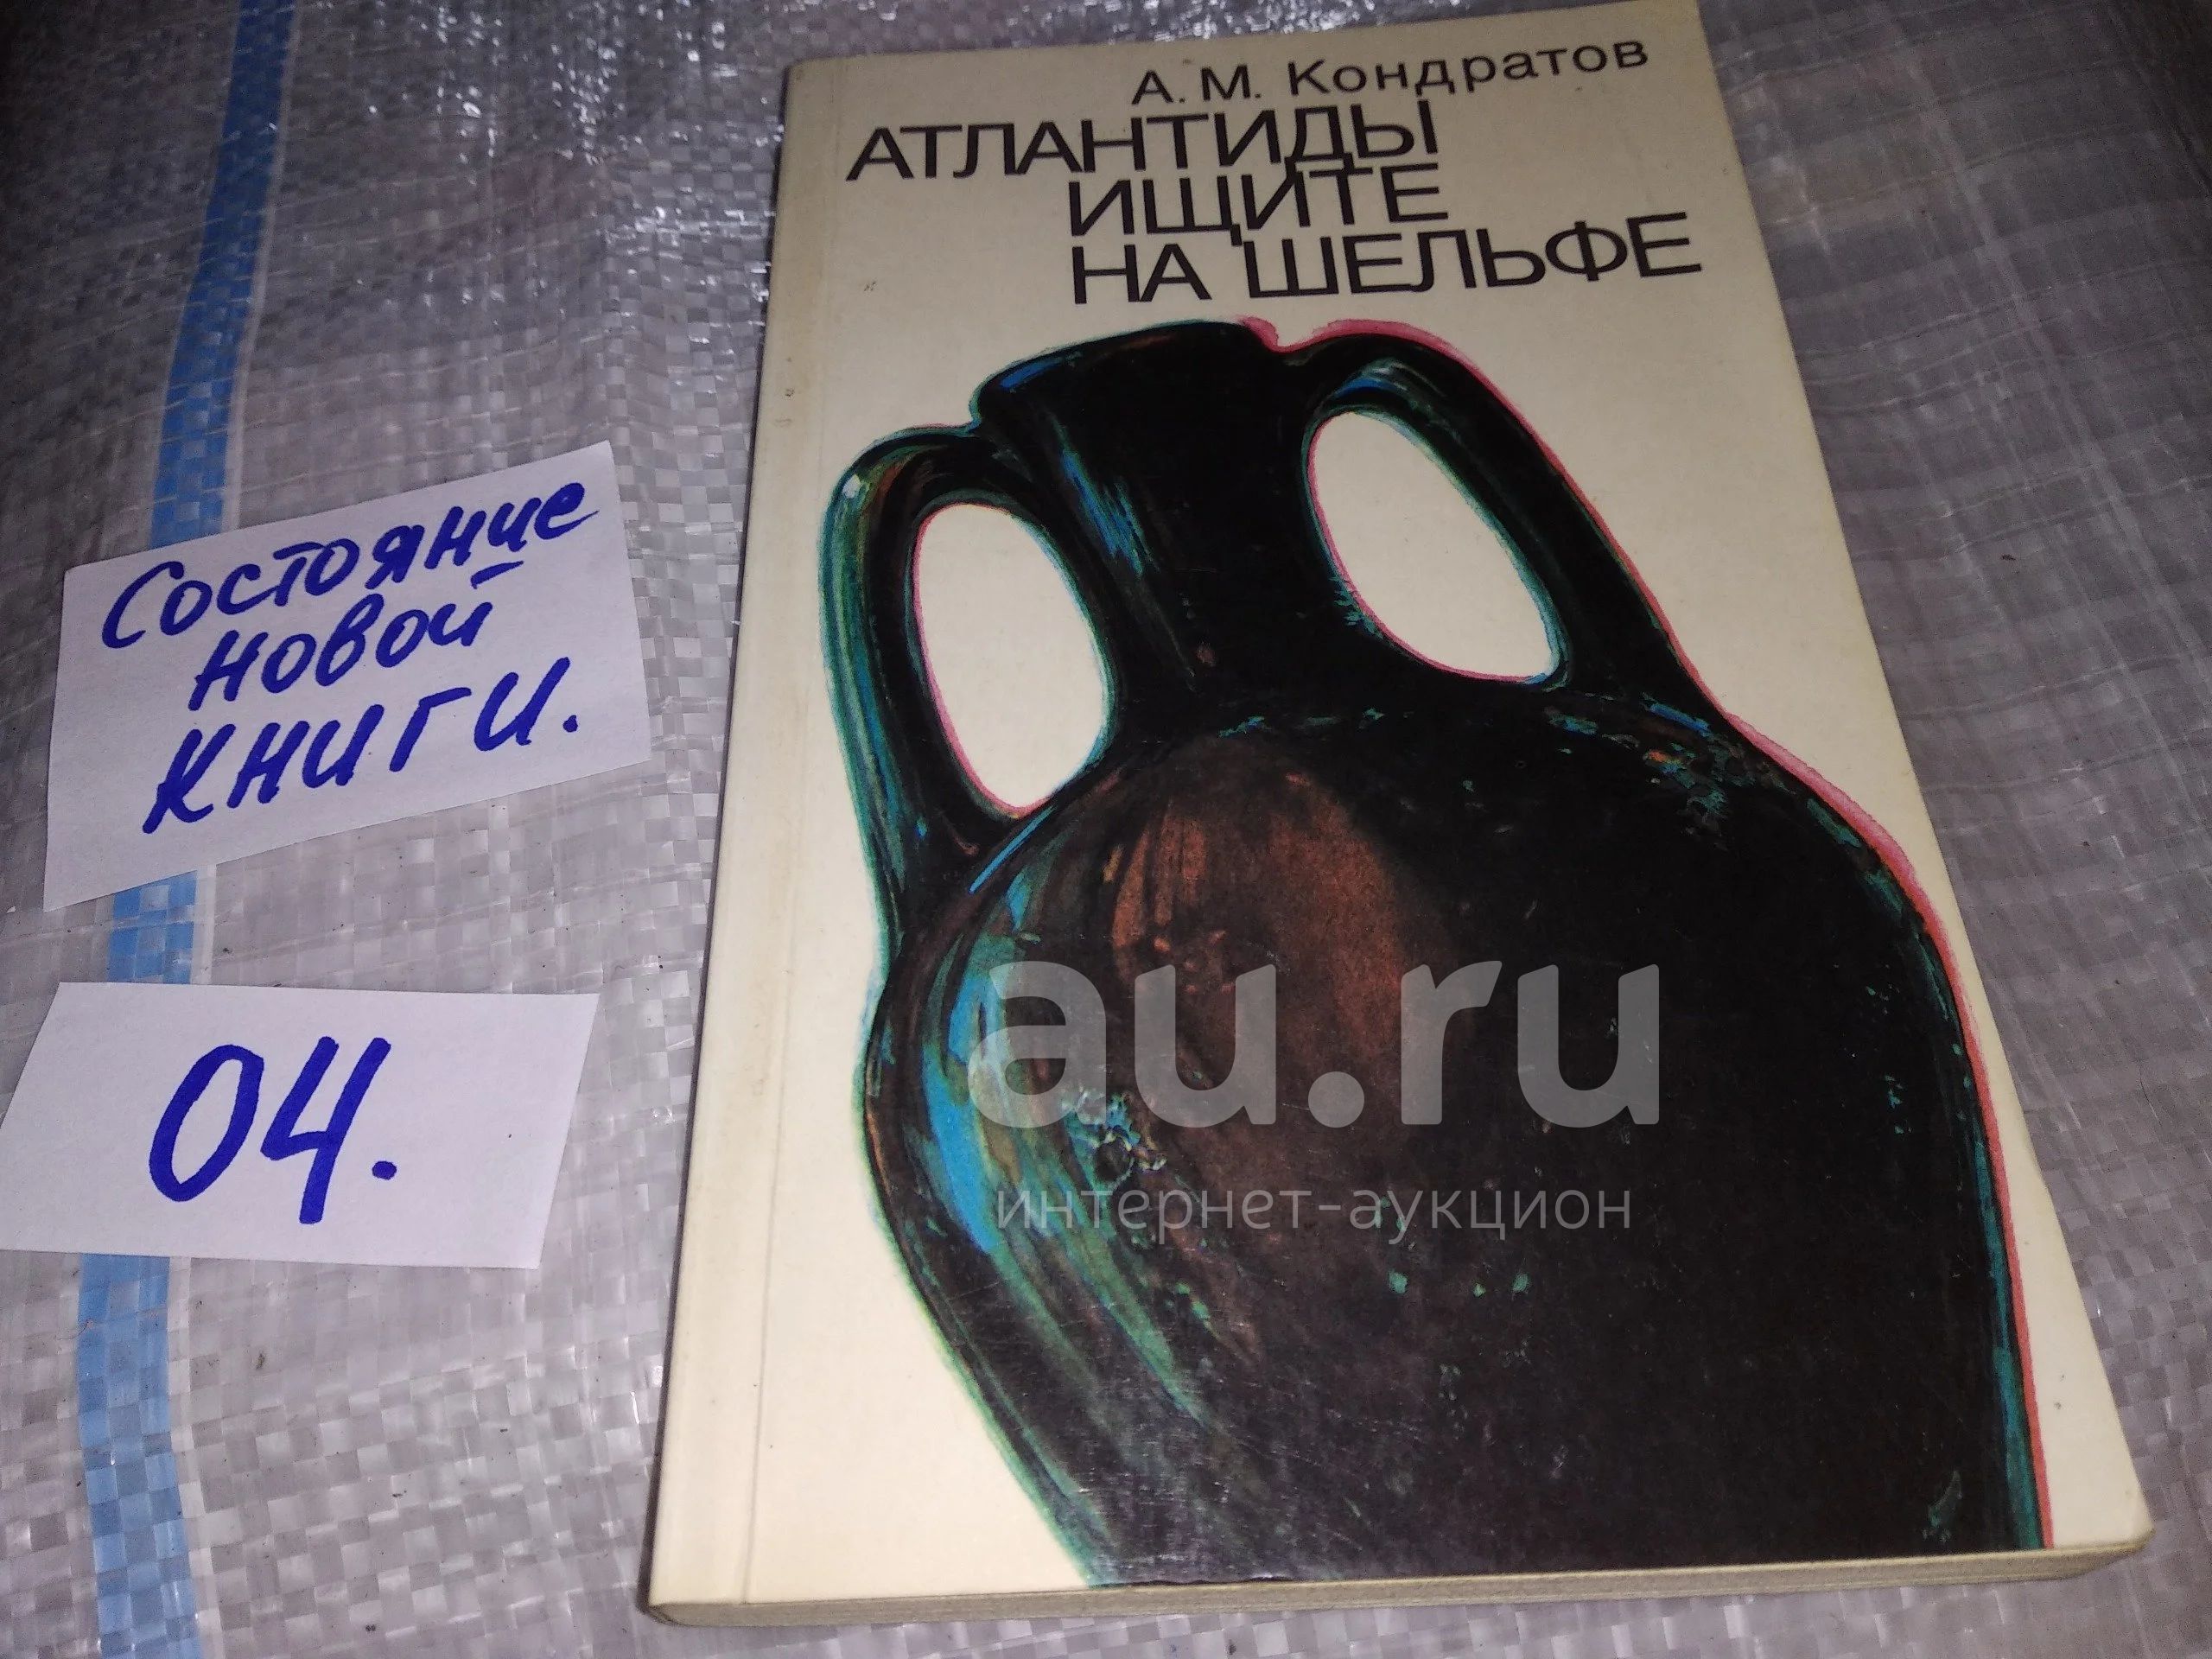 А. М. Кондратов
АТЛАНТИДЫ
ИЩИТЕ
НА ШЕЛЬФЕ
Состояние
новой
книги.
04.
au.ru
интернет-аукцион